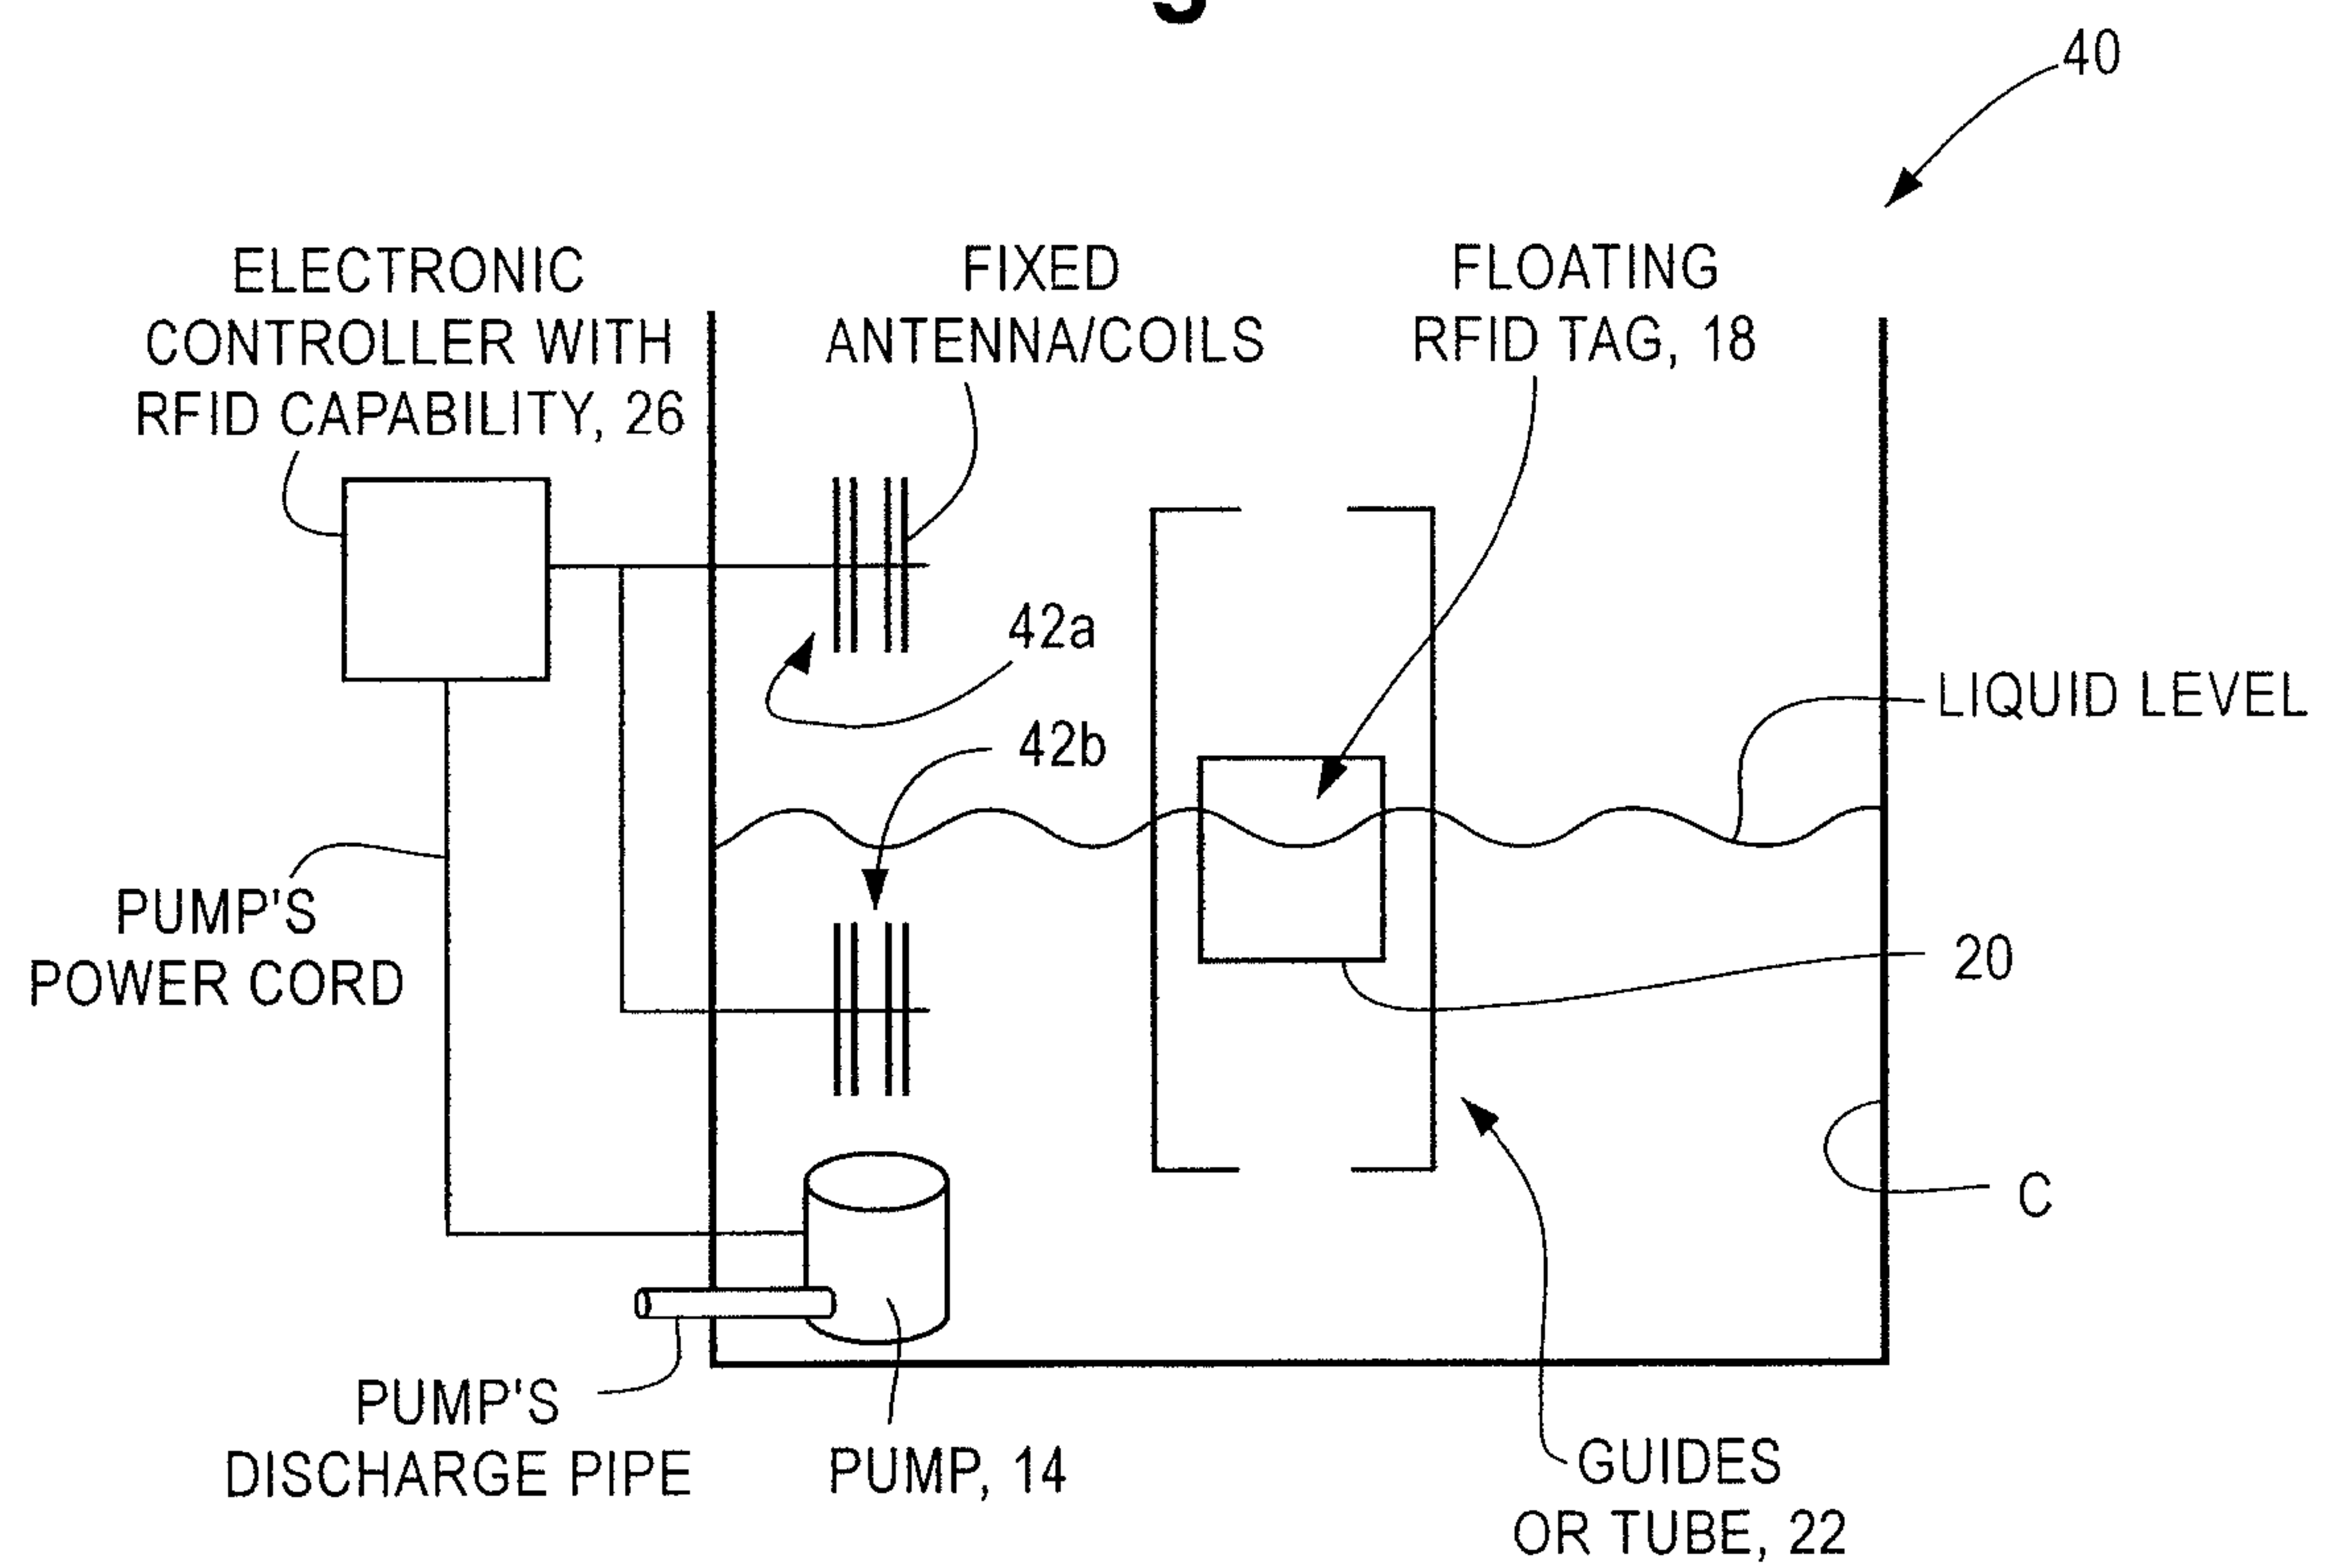 40
ELECTRONIC
CONTROLLER WITH
RFID CAPABILITY, 26
FIXED
ANTENNA/COILS
FLOATING
RFID TAG, 18
42a
42b
LIQUID LEVEL
PUMP'S
POWER CORD
20
C
PUMP'S
DISCHARGE PIPE
PUMP, 14
GUIDES
OR TUBE, 22